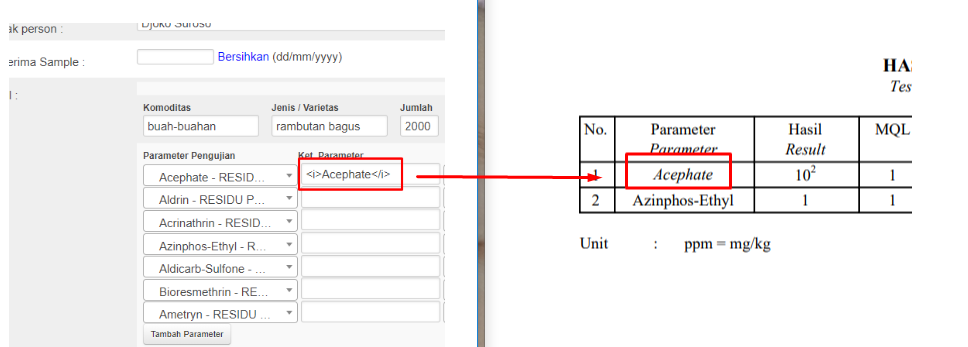 ak person :
Djoko Suroso
erima Sample :
Bersihkan (dd/mm/yyyy)
l :
Komoditas Jenis / Varietas Jumlah
buah-buahan rambutan bagus 2000
Parameter Pengujian Ket. Parameter
Acephate - RESID... <i>Acephate</i>
Aldrin - RESIDU P...
Acrinathrin - RESID...
Azinphos-Ethyl - R...
Aldicarb-Sulfone - ...
Bioresmethrin - RE...
Ametryn - RESIDU ...
Tambah Parameter
HAS
Tes
No. Parameter Hasil MQL
Parameter Result
1 Acephate 10² 1
2 Azinphos-Ethyl 1 1
Unit : ppm = mg/kg